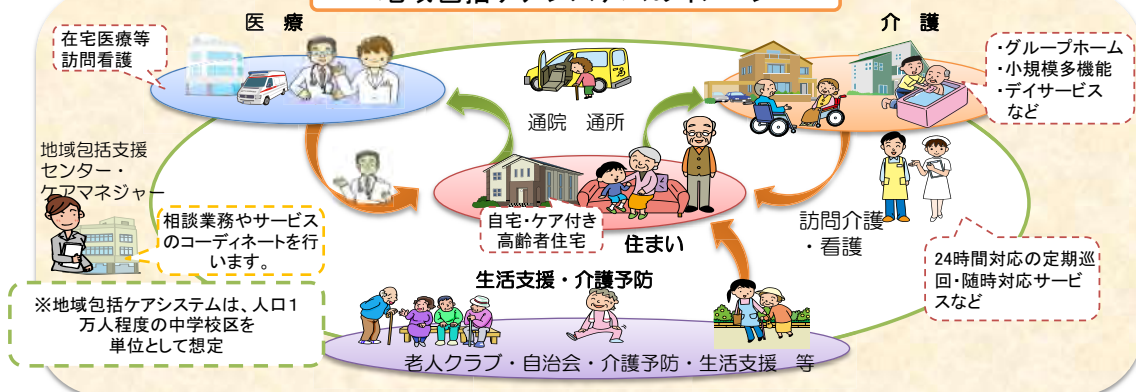 医 療
介 護
在宅医療等
訪問看護
・グループホーム
・小規模多機能
・デイサービス
など
通院 通所
地域包括支援
センター・
ケアマネジャー
相談業務やサービス
のコーディネートを行
います。
自宅・ケア付き
高齢者住宅
住まい
訪問介護
・看護
24時間対応の定期巡
回・随時対応サービ
スなど
生活支援・介護予防
※地域包括ケアシステムは、人口1
万人程度の中学校区を
単位として想定
老人クラブ・自治会・介護予防・生活支援 等